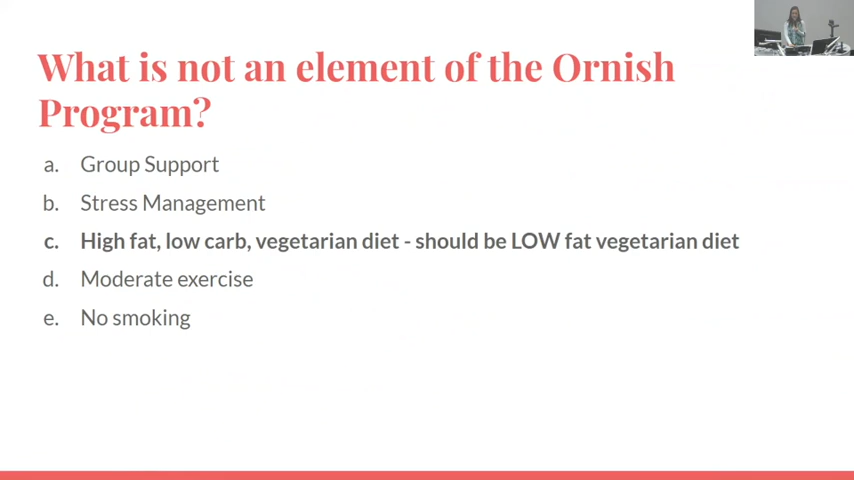 What is not an element of the Ornish
Program?
a. Group Support
b. Stress Management
c. High fat, low carb, vegetarian diet - should be LOW fat vegetarian diet
d. Moderate exercise
e. No smoking